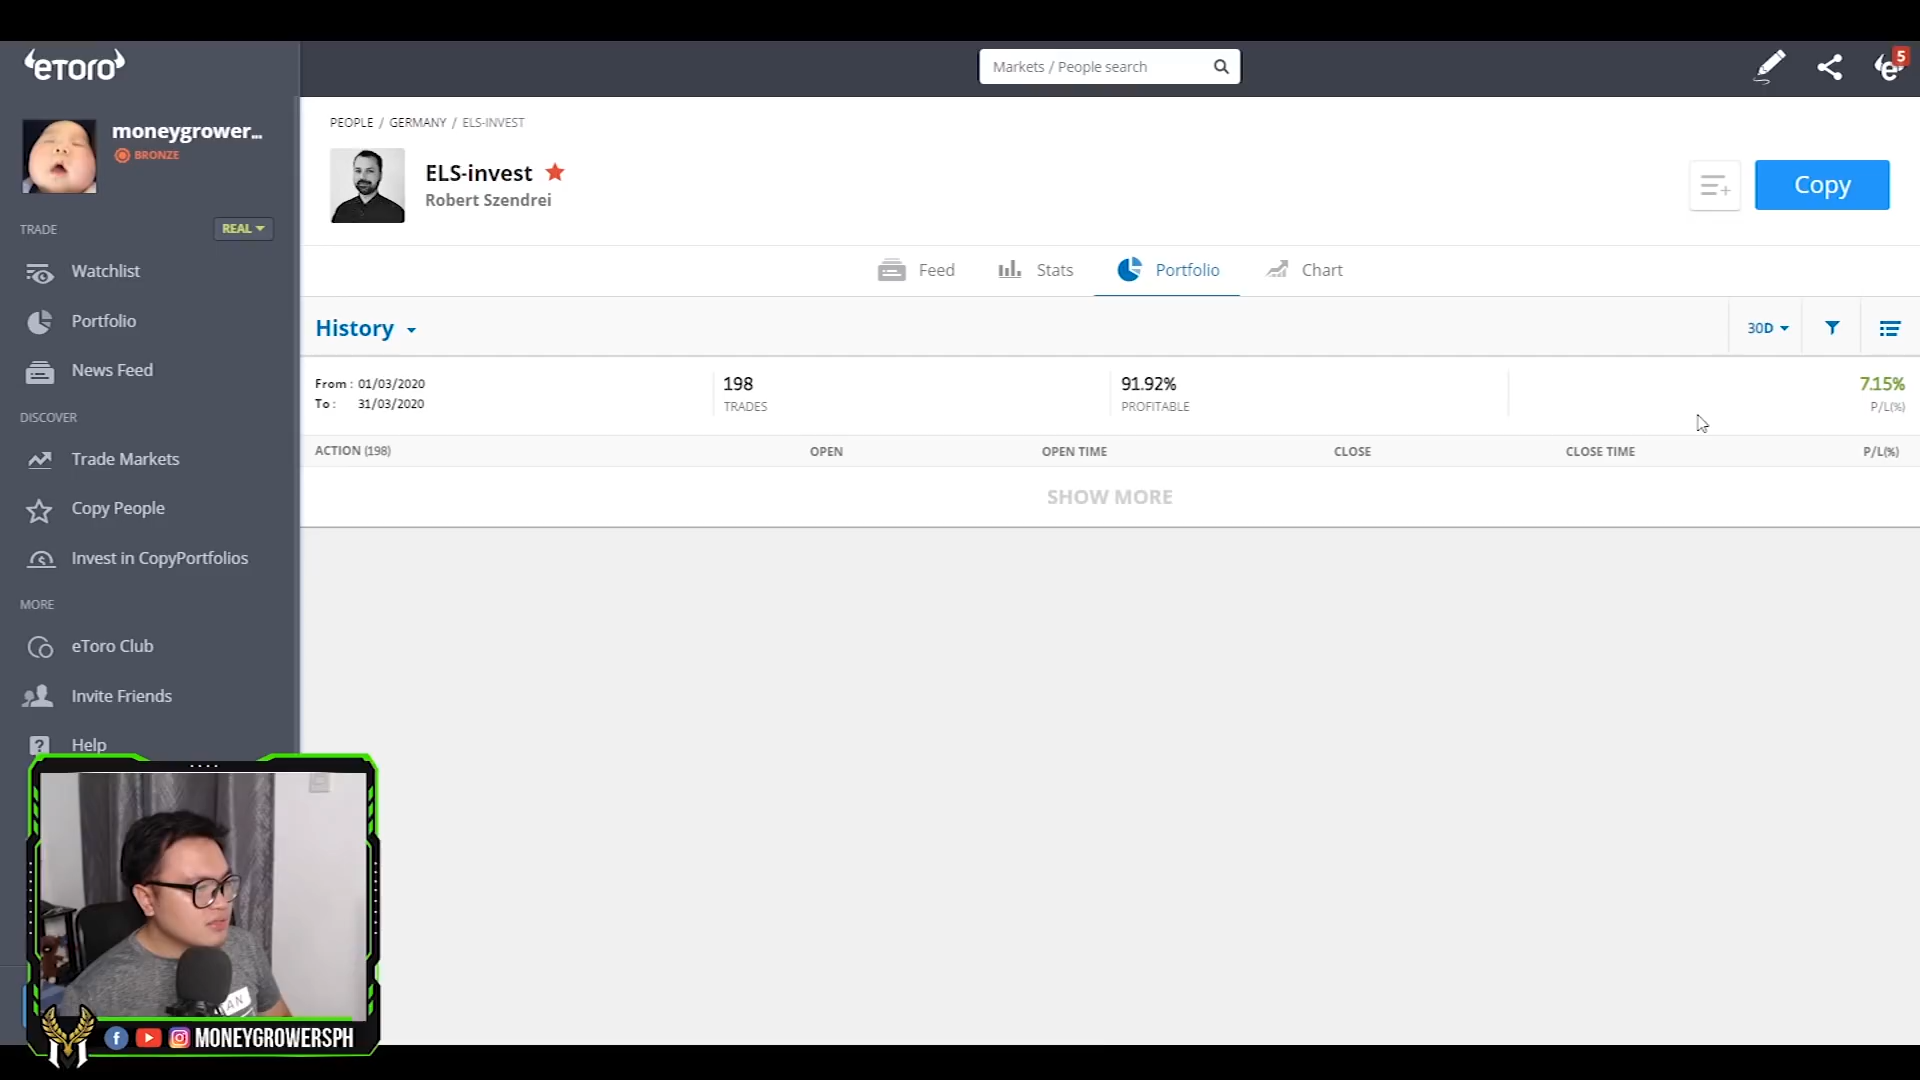 eToro
Markets / People search
5
moneygrower...
BRONZE
TRADE
REAL
Watchlist
Portfolio
News Feed
DISCOVER
Trade Markets
Copy People
Invest in CopyPortfolios
MORE
eToro Club
Invite Friends
Help
PEOPLE / GERMANY / ELS-INVEST
ELS-invest
Robert Szendrei
Copy
Feed
Stats
Portfolio
Chart
History
30D
From : 01/03/2020
To : 31/03/2020
198
TRADES
91.92%
PROFITABLE
7.15%
P/L(%)
ACTION (198)
OPEN
OPEN TIME
CLOSE
CLOSE TIME
P/L(%)
SHOW MORE
MONEYGROWERSPH